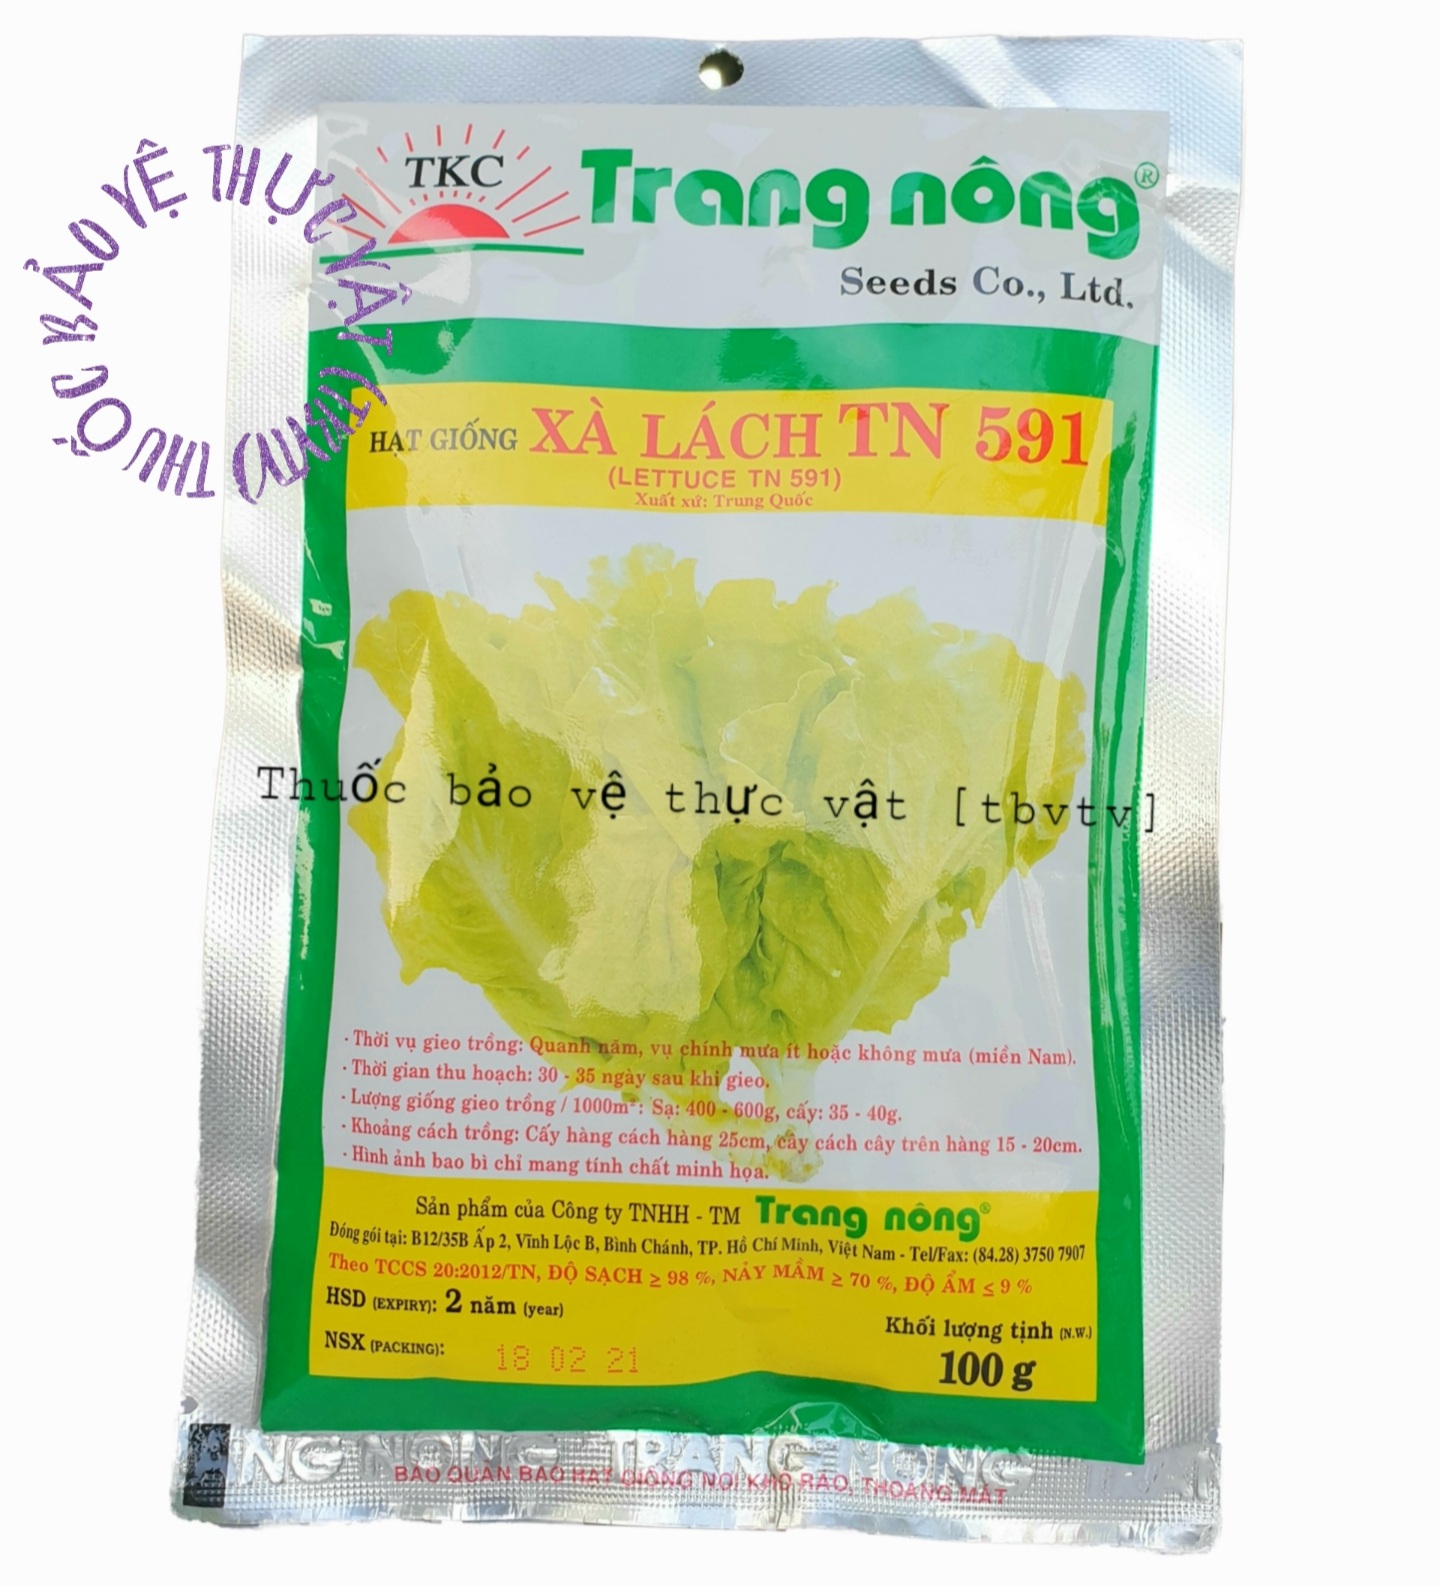 TKC
Trang nông®
Seeds Co., Ltd.
THUỐC BẢO VỆ THỰC VẬT (TBVTV)
HẠT GIỐNG XÀ LÁCH TN 591
(LETTUCE TN 591)
Xuất xứ: Trung Quốc
Thuốc bảo vệ thực vật [tbvtv]
· Thời vụ gieo trồng: Quanh năm, vụ chính mưa ít hoặc không mưa (miền Nam).
· Thời gian thu hoạch: 30 - 35 ngày sau khi gieo.
· Lượng giống gieo trồng / 1000m²: Sạ: 400 - 600g, cấy: 35 - 40g.
· Khoảng cách trồng: Cấy hàng cách hàng 25cm, cây cách cây trên hàng 15 - 20cm.
· Hình ảnh bao bì chỉ mang tính chất minh họa.
Sản phẩm của Công ty TNHH - TM Trang nông®
Đóng gói tại: B12/35B Ấp 2, Vĩnh Lộc B, Bình Chánh, TP. Hồ Chí Minh, Việt Nam - Tel/Fax: (84.28) 3750 7907
Theo TCCS 20:2012/TN, ĐỘ SẠCH ≥ 98 %, NẢY MẦM ≥ 70 %, ĐỘ ẨM ≤ 9 %
HSD (EXPIRY): 2 năm (year)
Khối lượng tịnh (N.W.)
NSX (PACKING): 18 02 21
100 g
ANG NONG TRANG NONG TRAN
BẢO QUẢN BAO HẠT GIỐNG NƠI KHÔ RÁO, THOÁNG MÁT